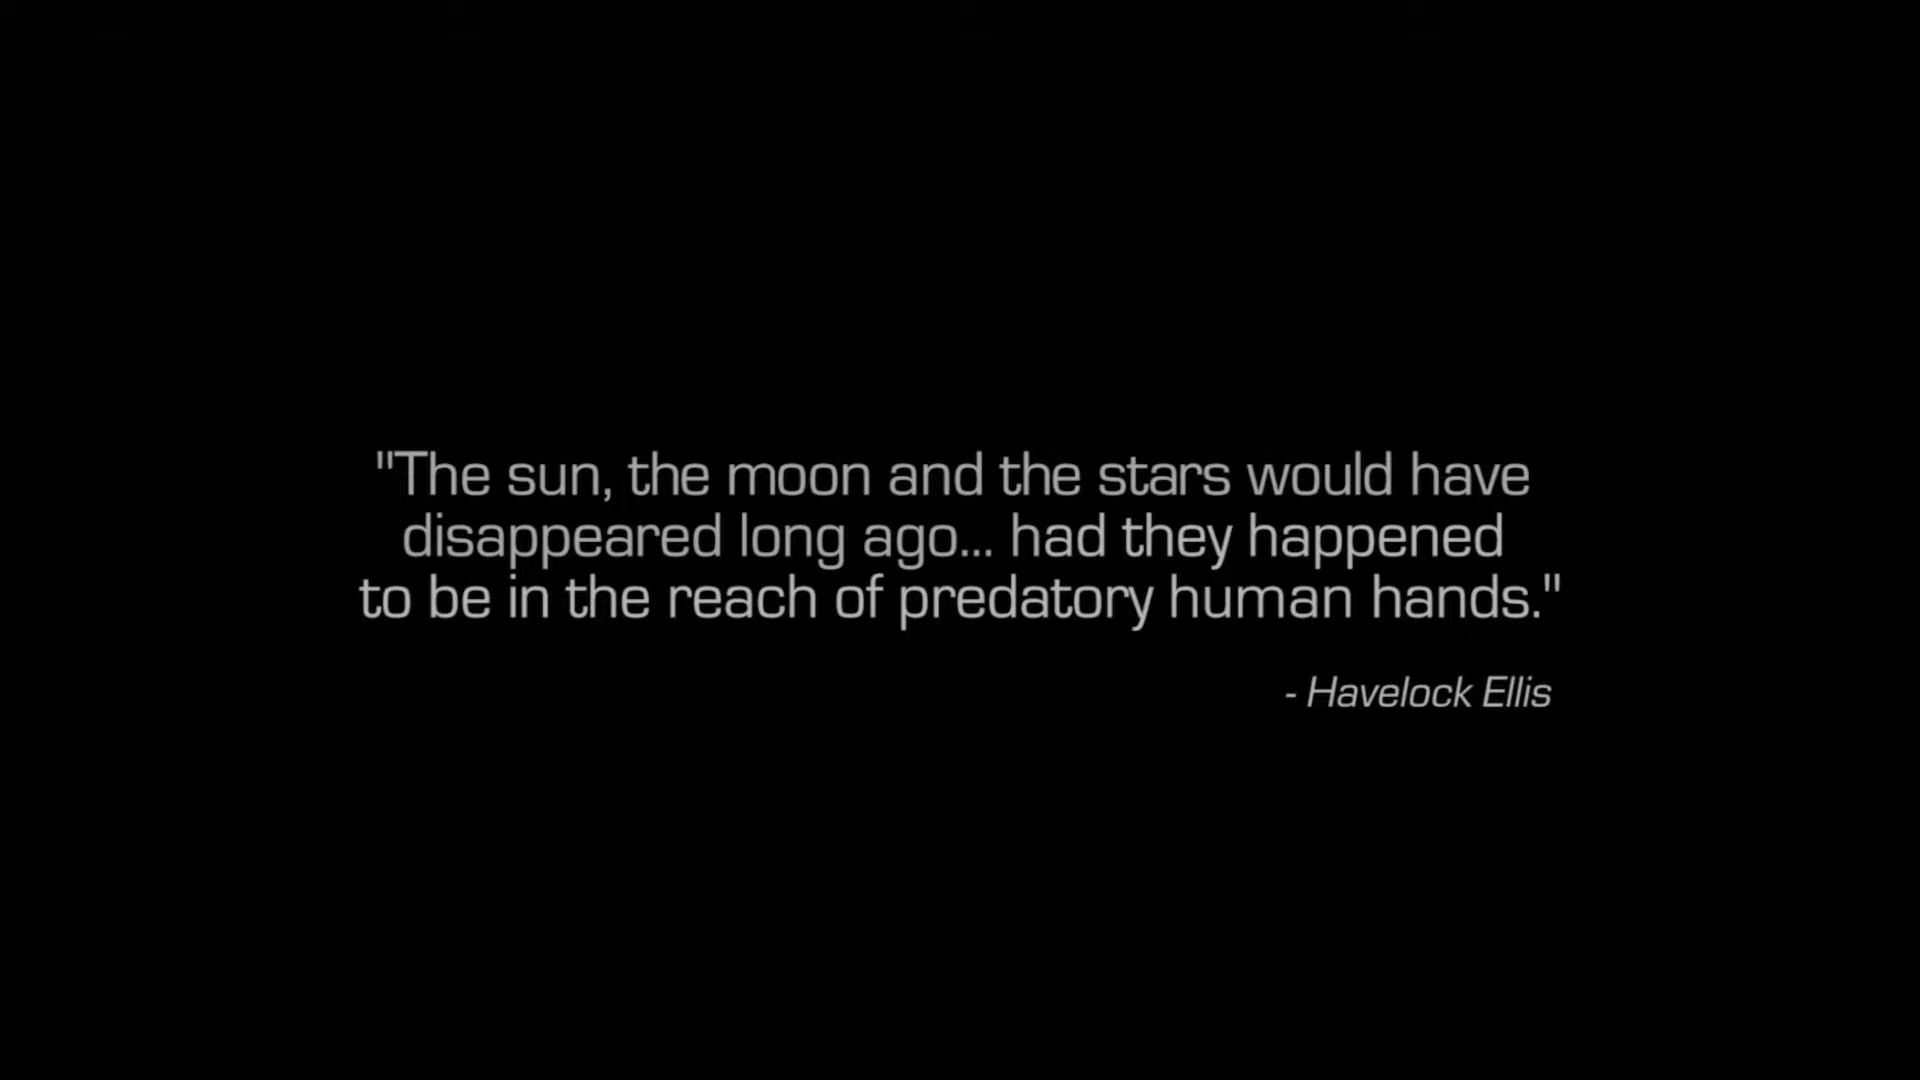 "The sun, the moon and the stars would have
disappeared long ago... had they happened
to be in the reach of predatory human hands."
- Havelock Ellis